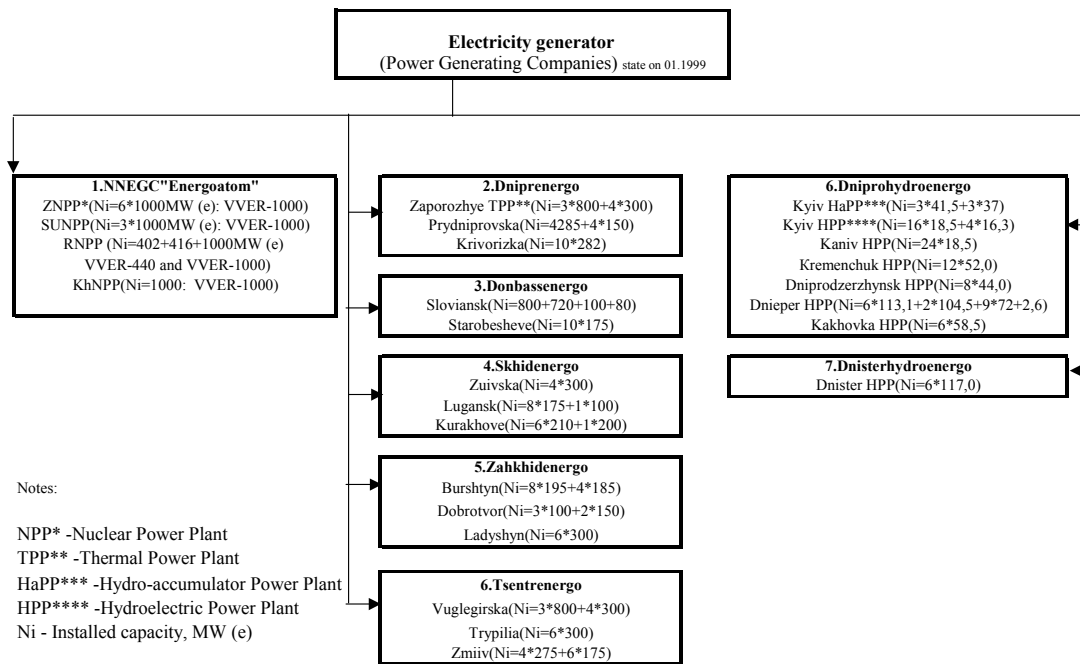 Electricity generator
(Power Generating Companies) state on 01.1999
1.NNEGC"Energoatom"
ZNPP*(Ni=6*1000MW (e): VVER-1000)
SUNPP(Ni=3*1000MW (e): VVER-1000)
RNPP (Ni=402+416+1000MW (e)
VVER-440 and VVER-1000)
KhNPP(Ni=1000: VVER-1000)
2.Dniprenergo
Zaporozhye TPP**(Ni=3*800+4*300)
Prydniprovska(Ni=4285+4*150)
Krivorizka(Ni=10*282)
3.Donbassenergo
Sloviansk(Ni=800+720+100+80)
Starobesheve(Ni=10*175)
4.Skhidenergo
Zuivska(Ni=4*300)
Lugansk(Ni=8*175+1*100)
Kurakhove(Ni=6*210+1*200)
5.Zahkhidenergo
Burshtyn(Ni=8*195+4*185)
Dobrotvor(Ni=3*100+2*150)
Ladyshyn(Ni=6*300)
6.Tsentrenergo
Vuglegirska(Ni=3*800+4*300)
Trypilia(Ni=6*300)
Zmiiv(Ni=4*275+6*175)
6.Dniprohydroenergo
Kyiv HaPP***(Ni=3*41,5+3*37)
Kyiv HPP****(Ni=16*18,5+4*16,3)
Kaniv HPP(Ni=24*18,5)
Kremenchuk HPP(Ni=12*52,0)
Dniprodzerzhynsk HPP(Ni=8*44,0)
Dnieper HPP(Ni=6*113,1+2*104,5+9*72+2,6)
Kakhovka HPP(Ni=6*58,5)
7.Dnisterhydroenergo
Dnister HPP(Ni=6*117,0)
Notes:
NPP* -Nuclear Power Plant
TPP** -Thermal Power Plant
HaPP*** -Hydro-accumulator Power Plant
HPP**** -Hydroelectric Power Plant
Ni - Installed capacity, MW (e)